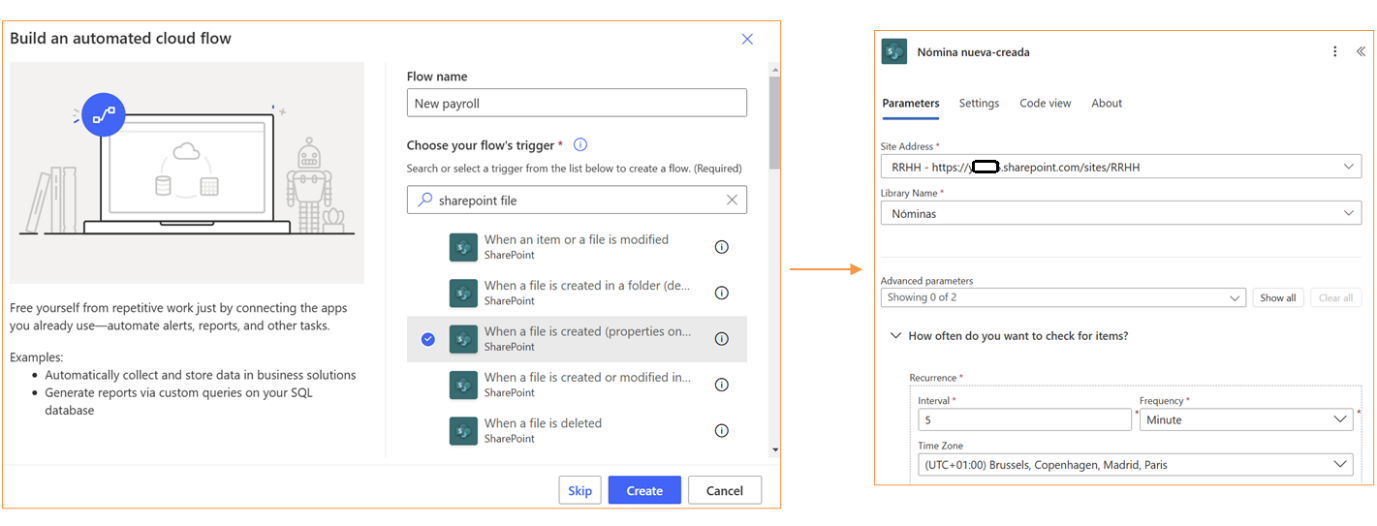 Build an automated cloud flow
Free yourself from repetitive work just by connecting the apps
you already use—automate alerts, reports, and other tasks.
Examples:
• Automatically collect and store data in business solutions
• Generate reports via custom queries on your SQL
database
Flow name
New payroll
Choose your flow's trigger *
Search or select a trigger from the list below to create a flow. (Required)
sharepoint file
When an item or a file is modified
SharePoint
When a file is created in a folder (de...
SharePoint
When a file is created (properties on...
SharePoint
When a file is created or modified in...
SharePoint
When a file is deleted
SharePoint
Skip
Create
Cancel
Nómina nueva-creada
Parameters Settings Code view About
Site Address *
RRHH - https:// .sharepoint.com/sites/RRHH
Library Name *
Nóminas
Advanced parameters
Showing 0 of 2
Show all
Clear all
How often do you want to check for items?
Recurrence *
Interval * Frequency *
5 * Minute *
Time Zone
(UTC+01:00) Brussels, Copenhagen, Madrid, Paris